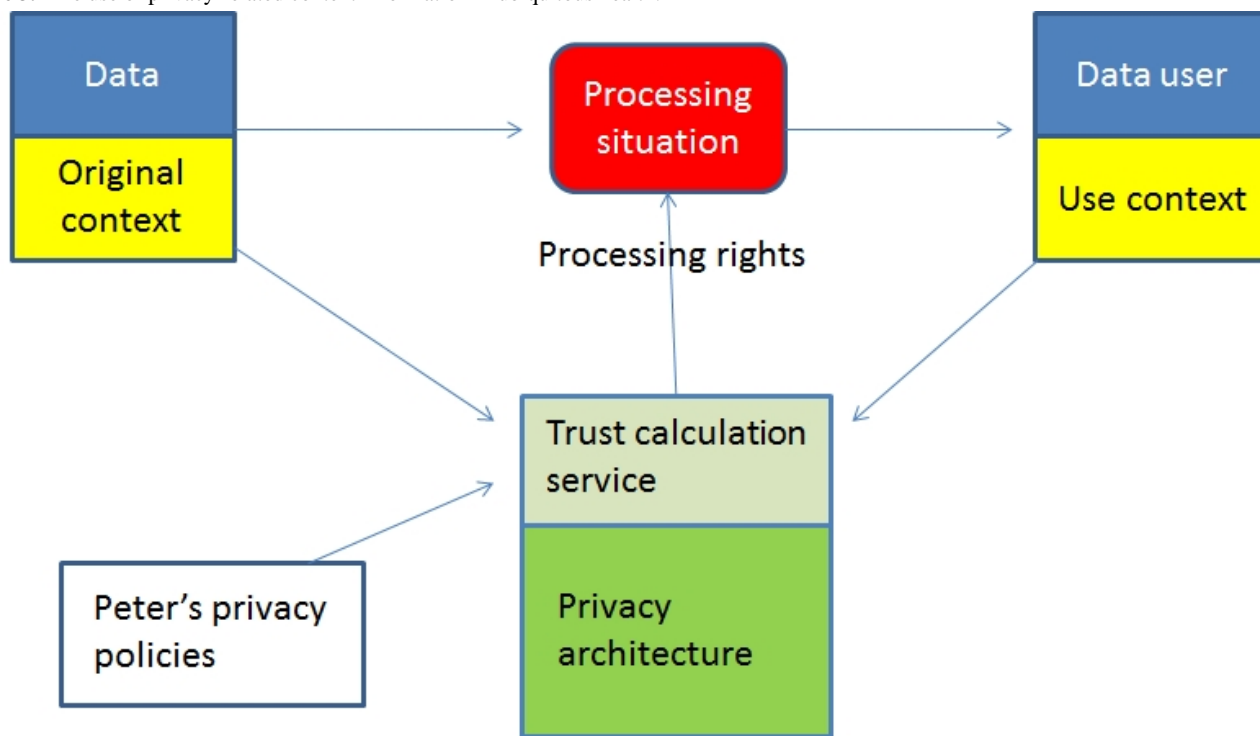 Data
Original
context
Processing
situation
Data user
Use context
Processing rights
Trust calculation
service
Privacy
architecture
Peter’s privacy
policies